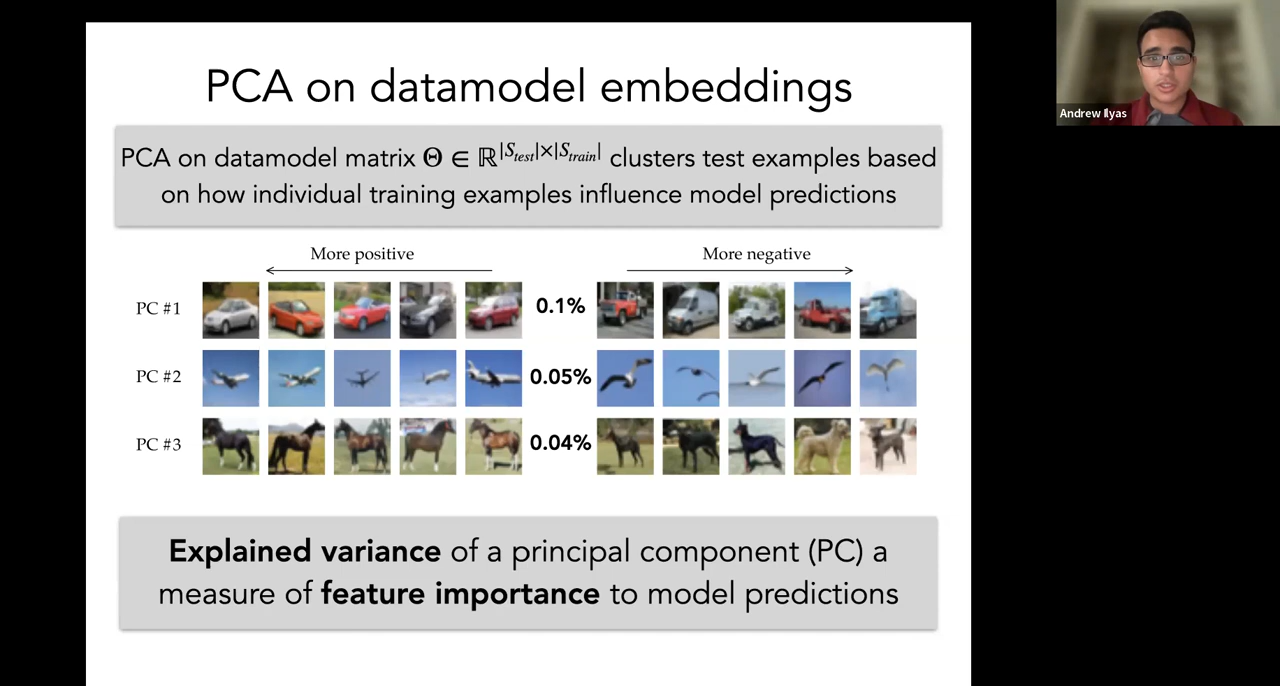 PCA on datamodel embeddings
Andrew Ilyas
PCA on datamodel matrix Θ ∈ ℝ^|S_test|×|S_train| clusters test examples based
on how individual training examples influence model predictions
More positive
More negative
PC #1
0.1%
PC #2
0.05%
PC #3
0.04%
Explained variance of a principal component (PC) a
measure of feature importance to model predictions